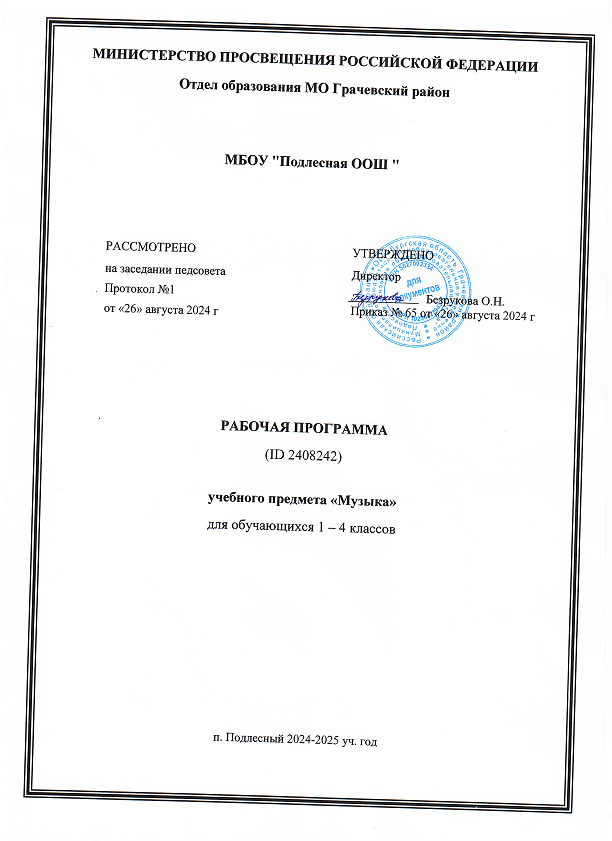 МИНИСТЕРСТВО ПРОСВЕЩЕНИЯ РОССИЙСКОЙ ФЕДЕРАЦИИ
Отдел образования МО Грачевский район
МБОУ "Подлесная ООШ "
РАССМОТРЕНО
на заседании педсовета
Протокол №1
от «26» августа 2024 г
УТВЕРЖДЕНО
Директор
Безрукова О.Н.
Приказ № 65 от «26» августа 2024 г
для
документов
РАБОЧАЯ ПРОГРАММА
(ID 2408242)
учебного предмета «Музыка»
для обучающихся 1 – 4 классов
п. Подлесный 2024-2025 уч. год